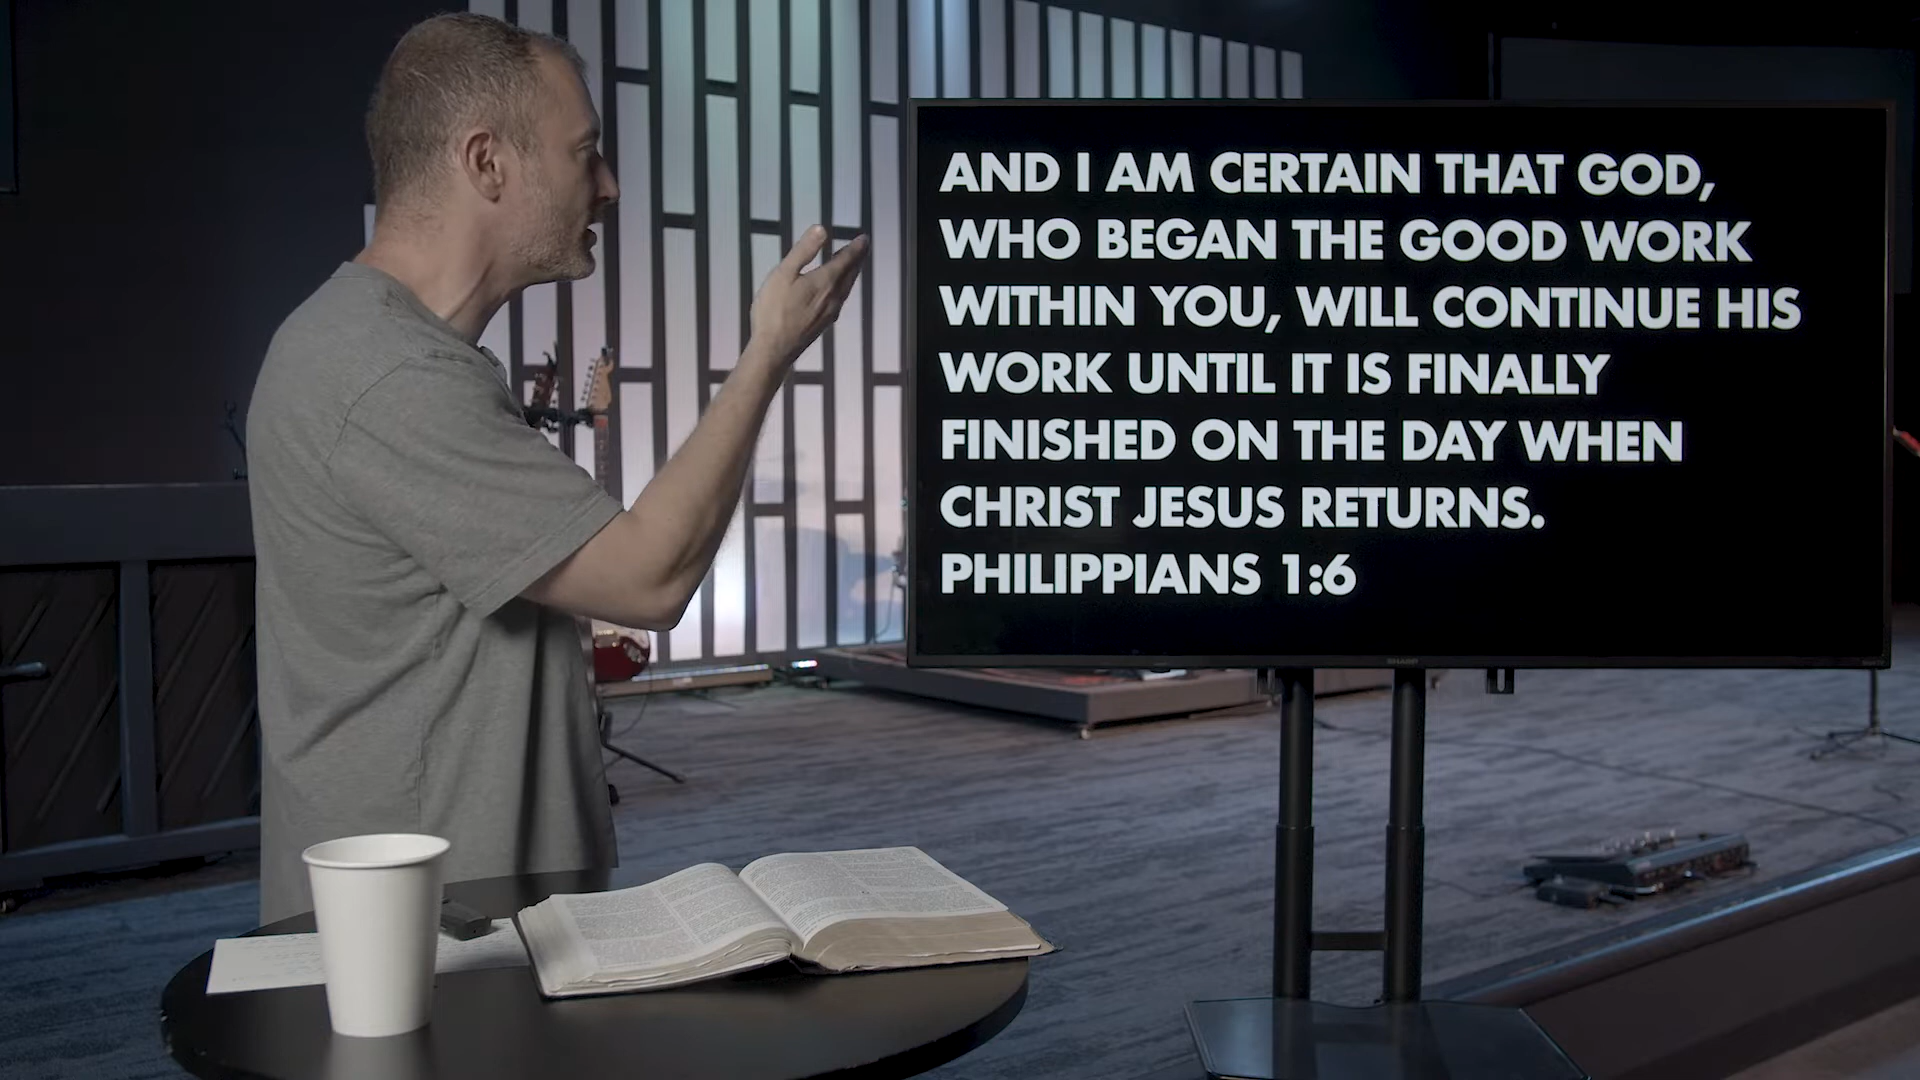 AND I AM CERTAIN THAT GOD,
WHO BEGAN THE GOOD WORK
WITHIN YOU, WILL CONTINUE HIS
WORK UNTIL IT IS FINALLY
FINISHED ON THE DAY WHEN
CHRIST JESUS RETURNS.
PHILIPPIANS 1:6
SHARP